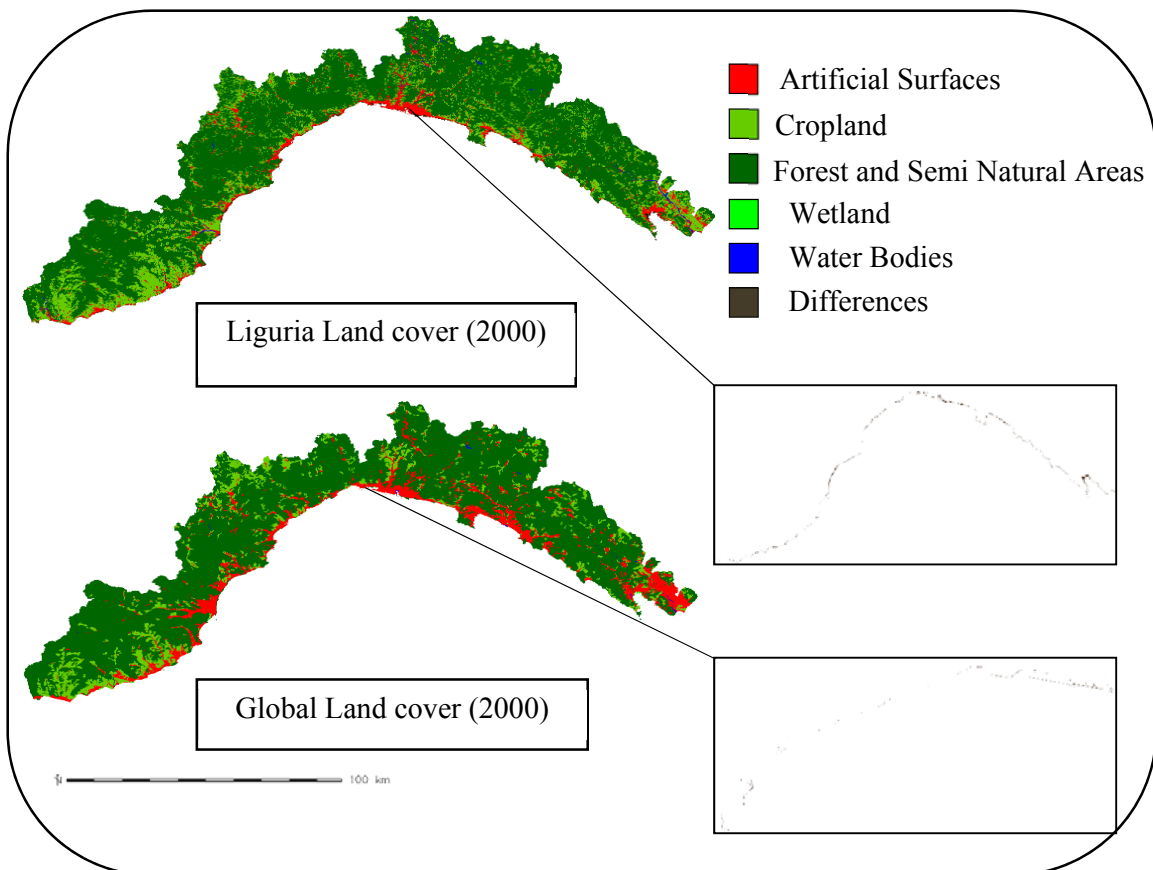 Artificial Surfaces
Cropland
Forest and Semi Natural Areas
Wetland
Water Bodies
Differences
Liguria Land cover (2000)
Global Land cover (2000)
100 km